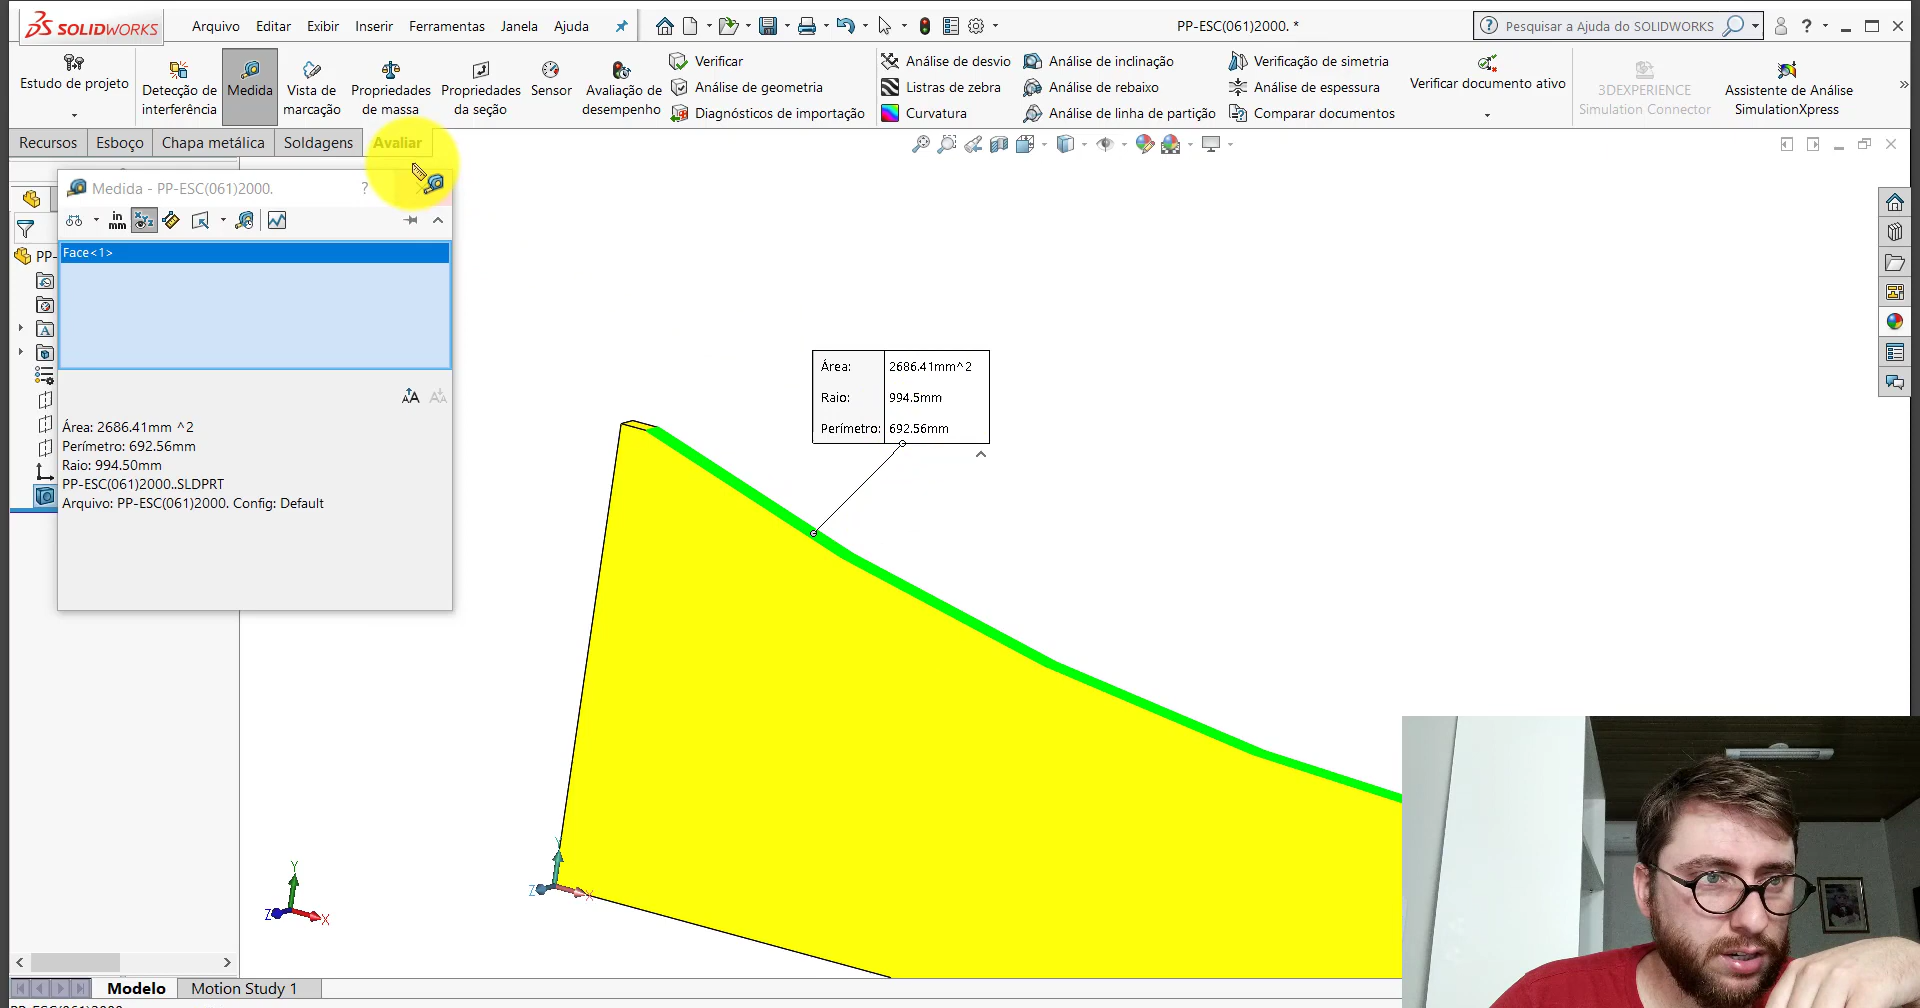 SOLIDWORKS
Arquivo Editar Exibir Inserir Ferramentas Janela Ajuda
PP-ESC(061)2000. *
Pesquisar a Ajuda do SOLIDWORKS
Estudo de projeto
Detecção de interferência
Medida
Vista de marcação
Propriedades de massa
Propriedades da seção
Sensor
Avaliação de desempenho
Verificar
Análise de geometria
Diagnósticos de importação
Análise de desvio
Listras de zebra
Curvatura
Análise de inclinação
Análise de rebaixo
Análise de linha de partição
Verificação de simetria
Análise de espessura
Comparar documentos
Verificar documento ativo
3DEXPERIENCE
Simulation Connector
Assistente de Análise
SimulationXpress
Recursos Esboço Chapa metálica Soldagens Avaliar
Medida - PP-ESC(061)2000.
?
in
mm
Face<1>
PP-
Área: 2686.41mm ^2
Perímetro: 692.56mm
Raio: 994.50mm
PP-ESC(061)2000..SLDPRT
Arquivo: PP-ESC(061)2000. Config: Default
Área: 2686.41mm^2
Raio: 994.5mm
Perímetro: 692.56mm
Y
Z
X
Y
Z
X
Modelo Motion Study 1